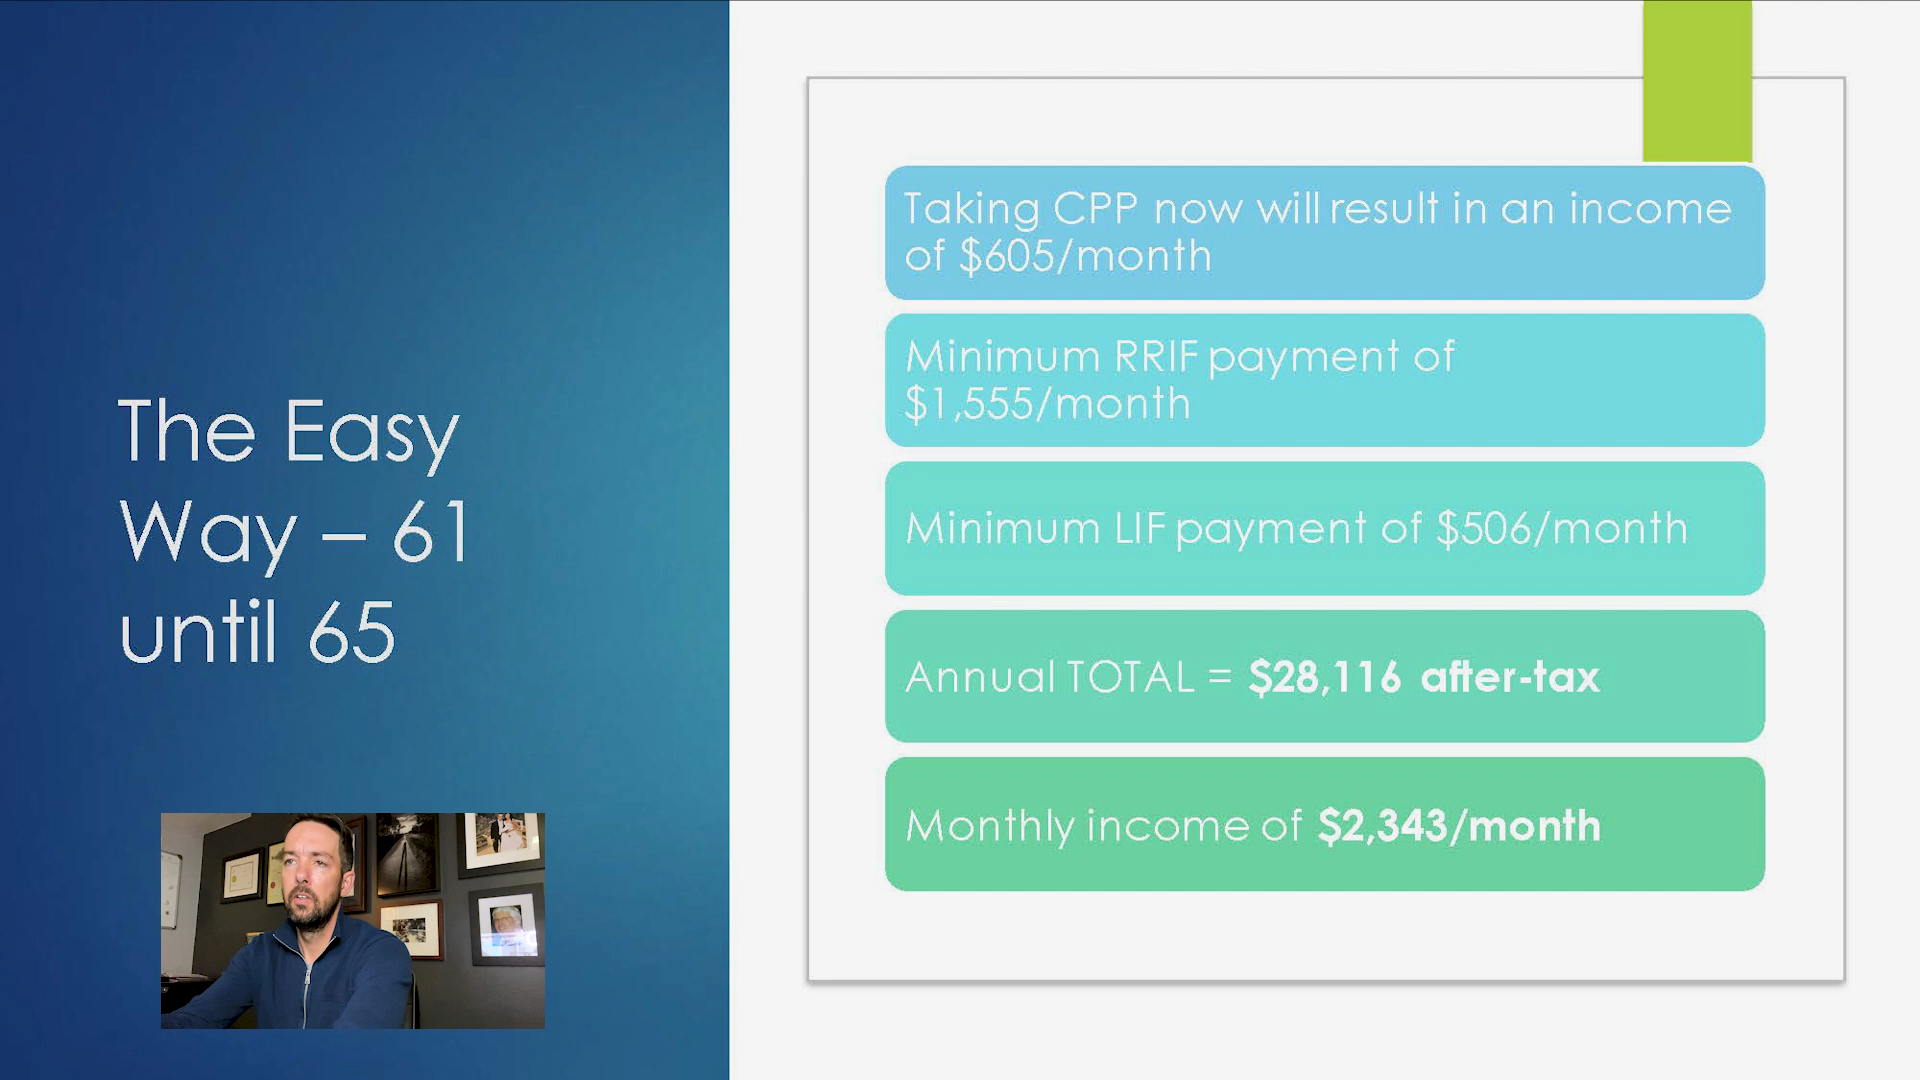 The Easy
Way – 61
until 65
Taking CPP now will result in an income
of $605/month
Minimum RRIF payment of
$1,555/month
Minimum LIF payment of $506/month
Annual TOTAL = $28,116 after-tax
Monthly income of $2,343/month